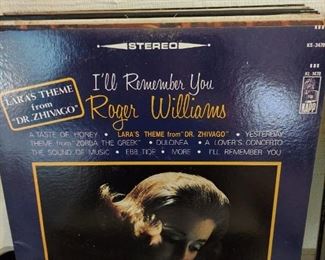 STEREO
KS-3470
I'll Remember You
LARA'S THEME
from
"DR. ZHIVAGO"
Roger Williams
KAPP
A TASTE OF HONEY • LARA'S THEME from "DR. ZHIVAGO" • YESTERDAY
THEME from "ZORBA THE GREEK" • DULCINEA • A LOVER'S CONCERTO
THE SOUND OF MUSIC • EBB TIDE • MORE • I'LL REMEMBER YOU